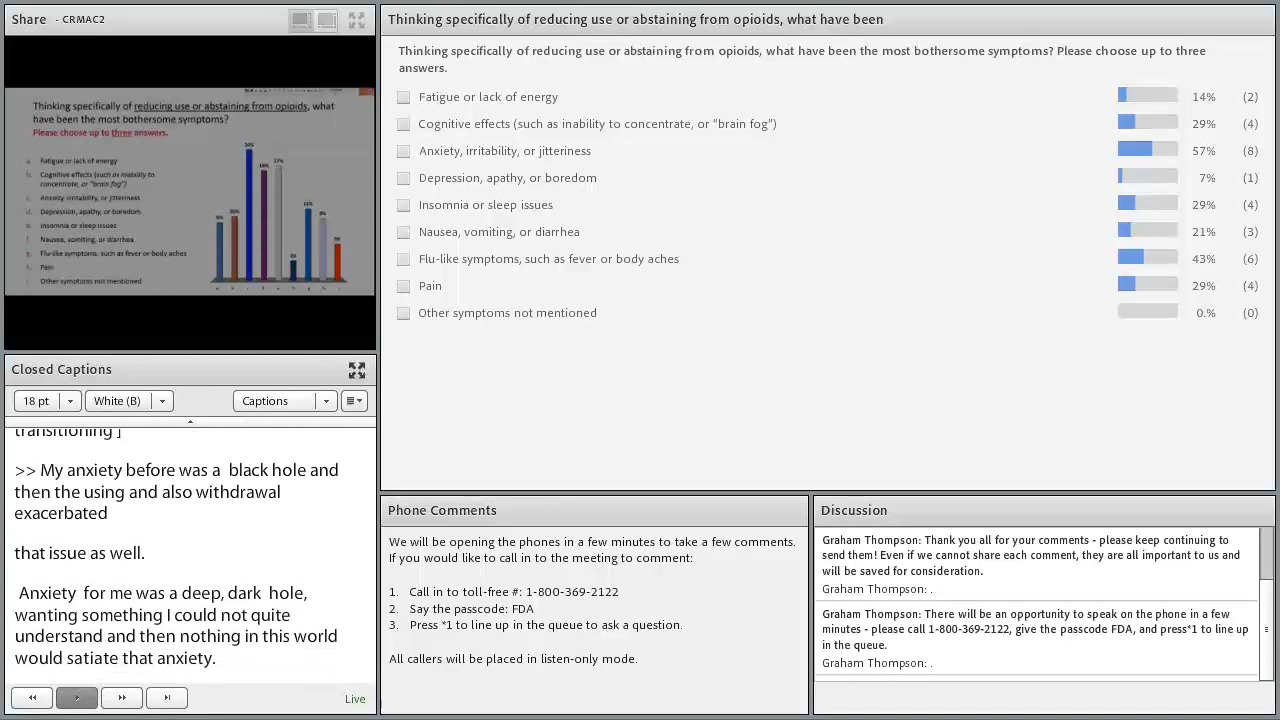 Share - CRMAC2
Thinking specifically of reducing use or abstaining from opioids, what
have been the most bothersome symptoms?
Please choose up to three answers.
a. Fatigue or lack of energy
b. Cognitive effects (such as inability to
concentrate, or "brain fog")
c. Anxiety irritability, or jitteriness
d. Depression, apathy, or boredom
e. Insomnia or sleep issues
f. Nausea, vomiting, or diarrhea
g. Flu-like symptoms, such as fever or body aches
h. Pain
i. Other symptoms not mentioned
Closed Captions
18 pt White (B) Captions
transitioning ]
>> My anxiety before was a black hole and
then the using and also withdrawal
exacerbated
that issue as well.
Anxiety for me was a deep, dark hole,
wanting something I could not quite
understand and then nothing in this world
would satiate that anxiety.
Live
Thinking specifically of reducing use or abstaining from opioids, what have been
Thinking specifically of reducing use or abstaining from opioids, what have been the most bothersome symptoms? Please choose up to three
answers.
Fatigue or lack of energy 14% (2)
Cognitive effects (such as inability to concentrate, or "brain fog") 29% (4)
Anxiety, irritability, or jitteriness 57% (8)
Depression, apathy, or boredom 7% (1)
Insomnia or sleep issues 29% (4)
Nausea, vomiting, or diarrhea 21% (3)
Flu-like symptoms, such as fever or body aches 43% (6)
Pain 29% (4)
Other symptoms not mentioned 0.% (0)
Phone Comments
We will be opening the phones in a few minutes to take a few comments.
If you would like to call in to the meeting to comment:
1. Call in to toll-free #: 1-800-369-2122
2. Say the passcode: FDA
3. Press *1 to line up in the queue to ask a question.
All callers will be placed in listen-only mode.
Discussion
Graham Thompson: Thank you all for your comments - please keep continuing to
send them! Even if we cannot share each comment, they are all important to us and
will be saved for consideration.
Graham Thompson: .
Graham Thompson: There will be an opportunity to speak on the phone in a few
minutes - please call 1-800-369-2122, give the passcode FDA, and press*1 to line up
in the queue.
Graham Thompson: .